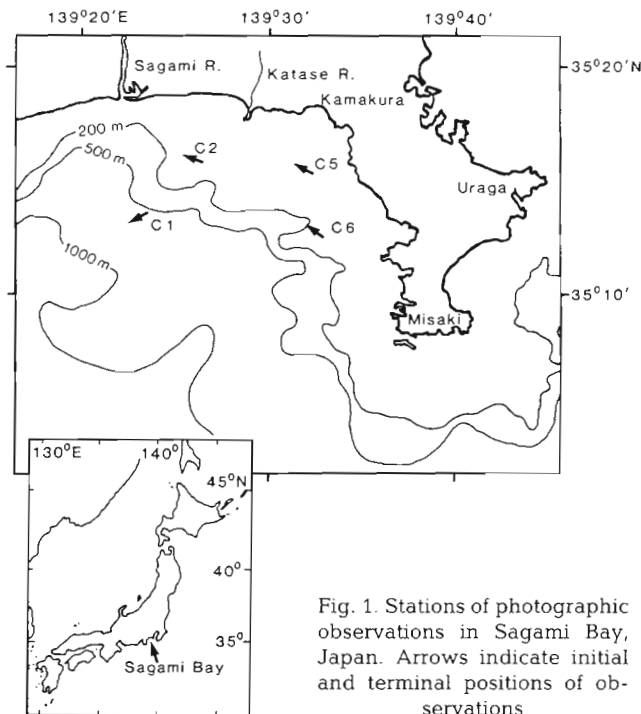 139°20'E 139°30' 139°40'
Sagami R.
Katase R.
Kamakura
35°20'N
200 m
500 m
C2
C5
Uraga
C1
C6
1000 m
35°10'
Misaki
130°E 140°
45°N
40°
35°
Sagami Bay
Fig. 1. Stations of photographic
observations in Sagami Bay,
Japan. Arrows indicate initial
and terminal positions of ob-
servations